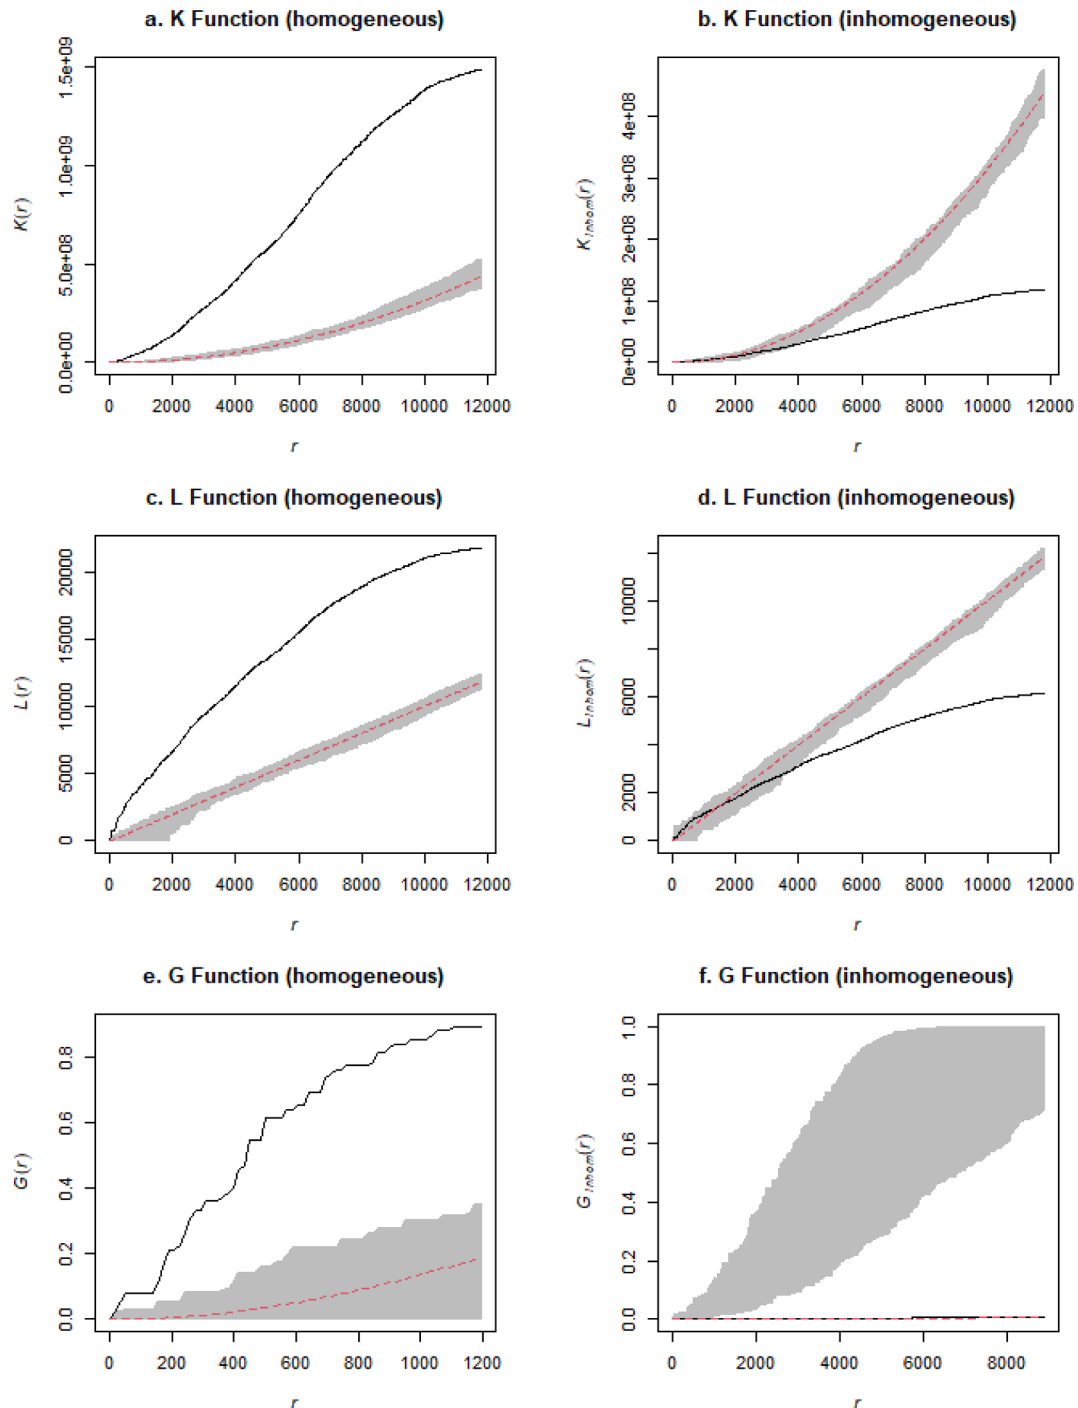 a. K Function (homogeneous)
K(r)
0.0e+00 5.0e+08 1.0e+09 1.5e+09
0 2000 4000 6000 8000 10000 12000
r
b. K Function (inhomogeneous)
K inhom(r)
0e+00 1e+08 2e+08 3e+08 4e+08
0 2000 4000 6000 8000 10000 12000
r
c. L Function (homogeneous)
L(r)
0 5000 10000 15000 20000
0 2000 4000 6000 8000 10000 12000
r
d. L Function (inhomogeneous)
L inhom(r)
0 2000 6000 10000
0 2000 4000 6000 8000 10000 12000
r
e. G Function (homogeneous)
G(r)
0.0 0.2 0.4 0.6 0.8
0 200 400 600 800 1000 1200
r
f. G Function (inhomogeneous)
G inhom(r)
0.0 0.2 0.4 0.6 0.8 1.0
0 2000 4000 6000 8000
r